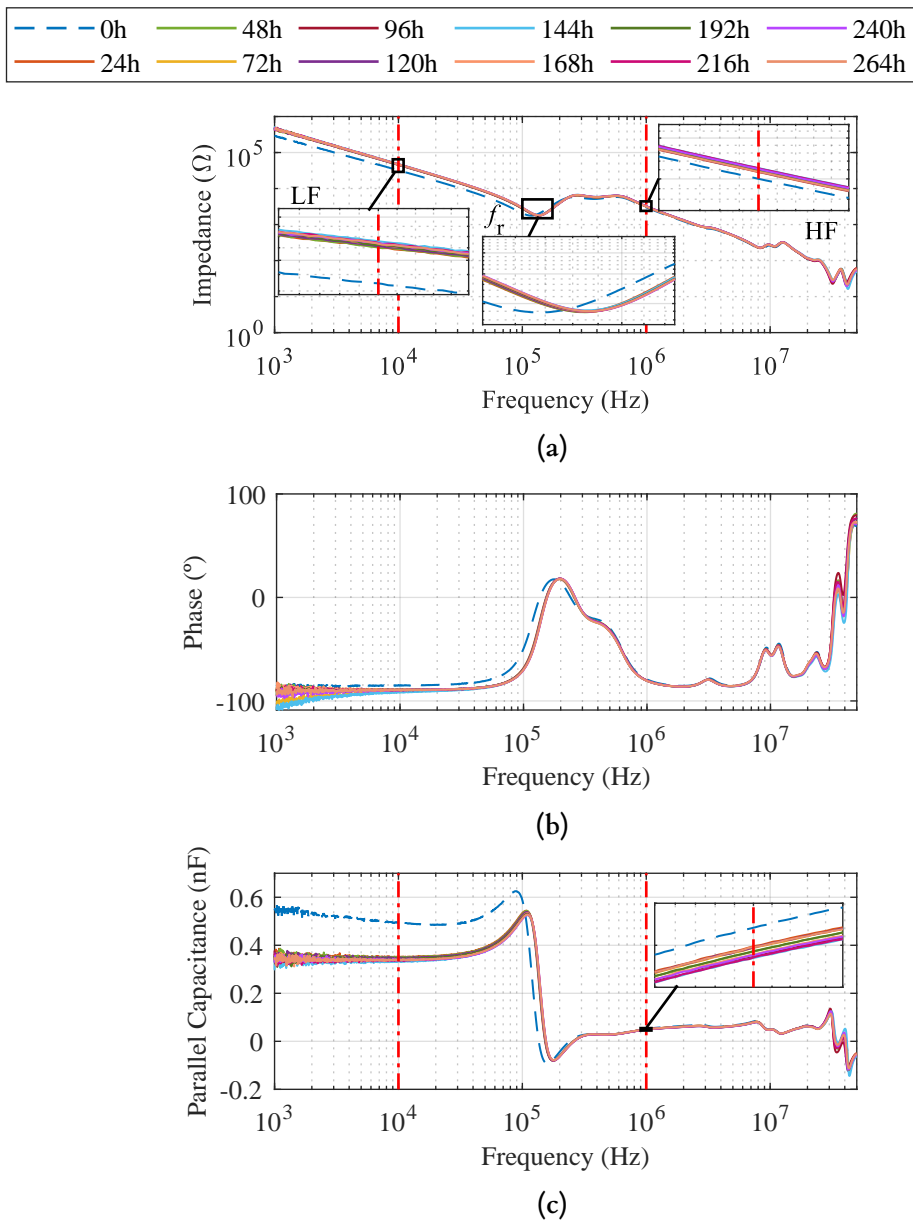 0h 48h 96h 144h 192h 240h
24h 72h 120h 168h 216h 264h
Impedance (Ω)
10^5
10^0
LF
f_r
HF
10^3 10^4 10^5 10^6 10^7
Frequency (Hz)
(a)
Phase (º)
100
0
-100
10^3 10^4 10^5 10^6 10^7
Frequency (Hz)
(b)
Parallel Capacitance (nF)
0.6
0.4
0.2
0
-0.2
10^3 10^4 10^5 10^6 10^7
Frequency (Hz)
(c)